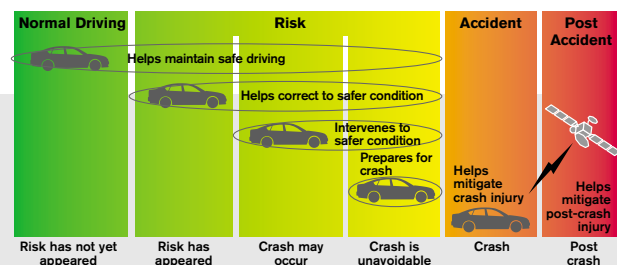 Normal Driving
Risk
Accident
Post
Accident
Helps maintain safe driving
Helps correct to safer condition
Intervenes to
safer condition
Prepares for
crash
Helps
mitigate
crash injury
Helps
mitigate
post-crash
injury
Risk has not yet
appeared
Risk has
appeared
Crash may
occur
Crash is
unavoidable
Crash
Post
crash